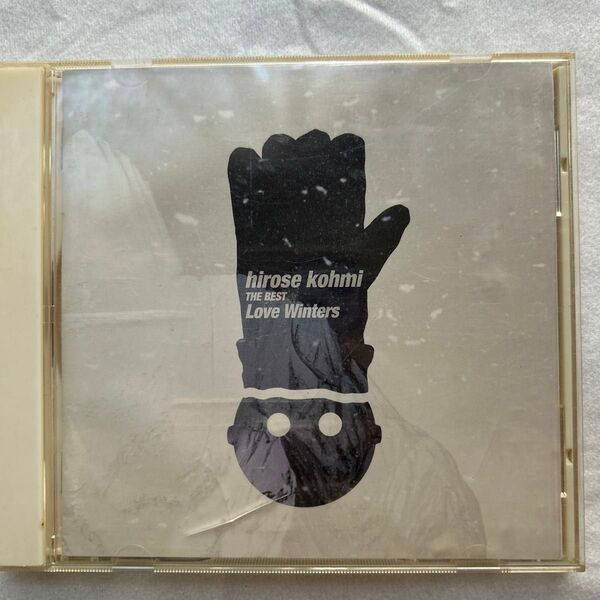 hirose kohmi
THE BEST
Love Winters